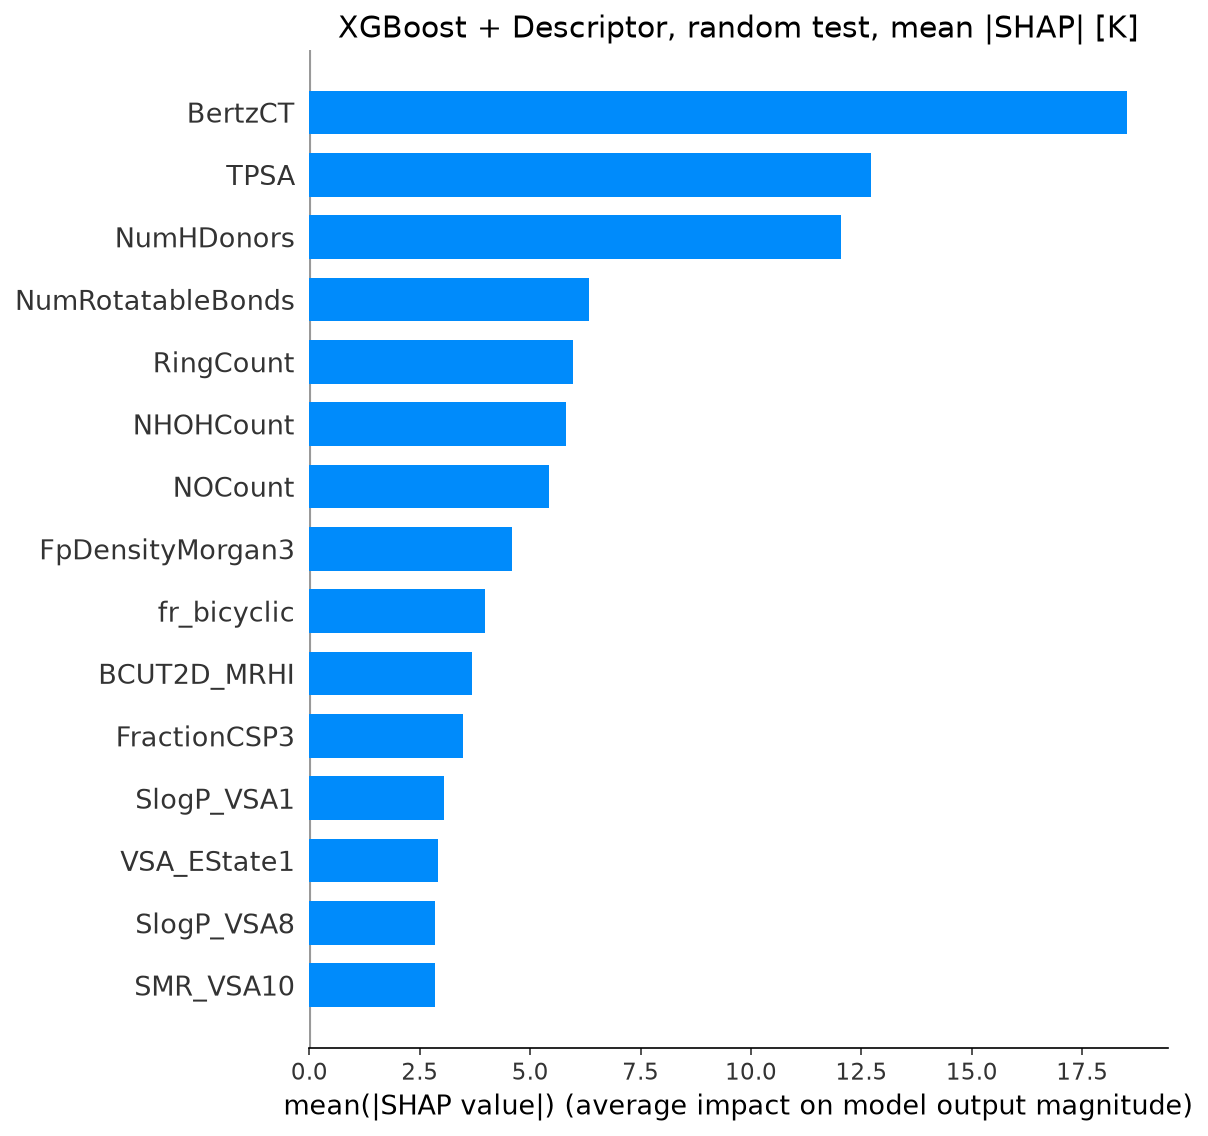 XGBoost + Descriptor, random test, mean |SHAP| [K]
BertzCT
TPSA
NumHDonors
NumRotatableBonds
RingCount
NHOHCount
NOCount
FpDensityMorgan3
fr_bicyclic
BCUT2D_MRHI
FractionCSP3
SlogP_VSA1
VSA_EState1
SlogP_VSA8
SMR_VSA10
0.0 2.5 5.0 7.5 10.0 12.5 15.0 17.5
mean(|SHAP value|) (average impact on model output magnitude)